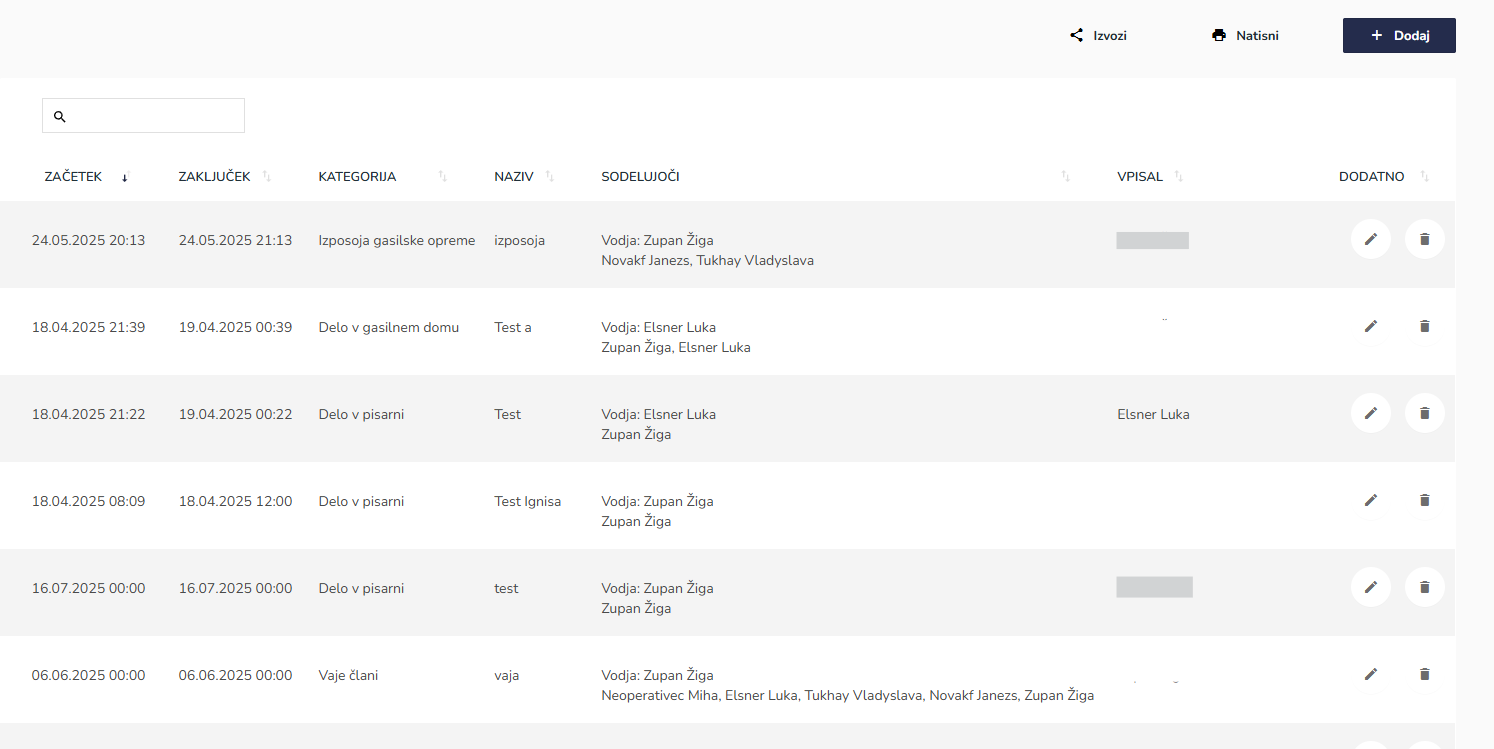 Izvozi Natisni + Dodaj
ZAČETEK ZAKLJUČEK KATEGORIJA NAZIV SODELUJOČI VPISAL DODATNO
24.05.2025 20:13 24.05.2025 21:13 Izposoja gasilske opreme izposoja Vodja: Zupan Žiga
Novakf Janezs, Tukhay Vladyslava
18.04.2025 21:39 19.04.2025 00:39 Delo v gasilnem domu Test a Vodja: Elsner Luka
Zupan Žiga, Elsner Luka
18.04.2025 21:22 19.04.2025 00:22 Delo v pisarni Test Vodja: Elsner Luka Elsner Luka
Zupan Žiga
18.04.2025 08:09 18.04.2025 12:00 Delo v pisarni Test Ignisa Vodja: Zupan Žiga
Zupan Žiga
16.07.2025 00:00 16.07.2025 00:00 Delo v pisarni test Vodja: Zupan Žiga
Zupan Žiga
06.06.2025 00:00 06.06.2025 00:00 Vaje člani vaja Vodja: Zupan Žiga
Neoperativec Miha, Elsner Luka, Tukhay Vladyslava, Novakf Janezs, Zupan Žiga